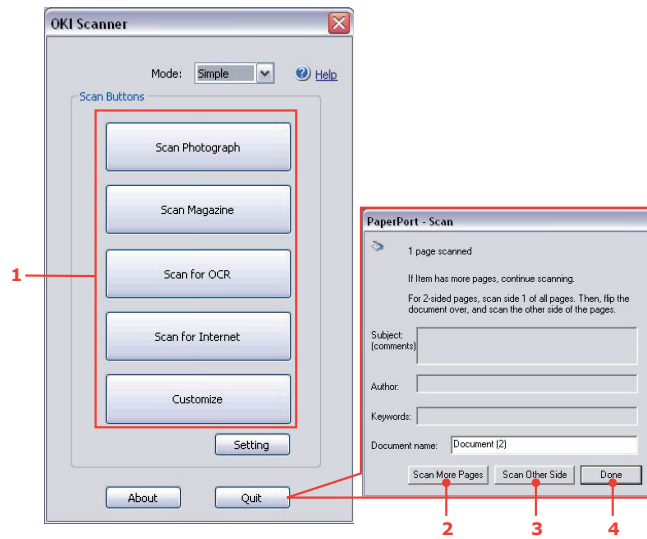 OKI Scanner
Mode: Simple Help
Scan Buttons
Scan Photograph
Scan Magazine
Scan for OCR
Scan for Internet
Customize
Setting
About Quit
1
PaperPort - Scan
1 page scanned
If Item has more pages, continue scanning.
For 2-sided pages, scan side 1 of all pages. Then, flip the
document over, and scan the other side of the pages.
Subject:
(comments)
Author:
Keywords:
Document name: Document (2)
Scan More Pages Scan Other Side Done
2 3 4